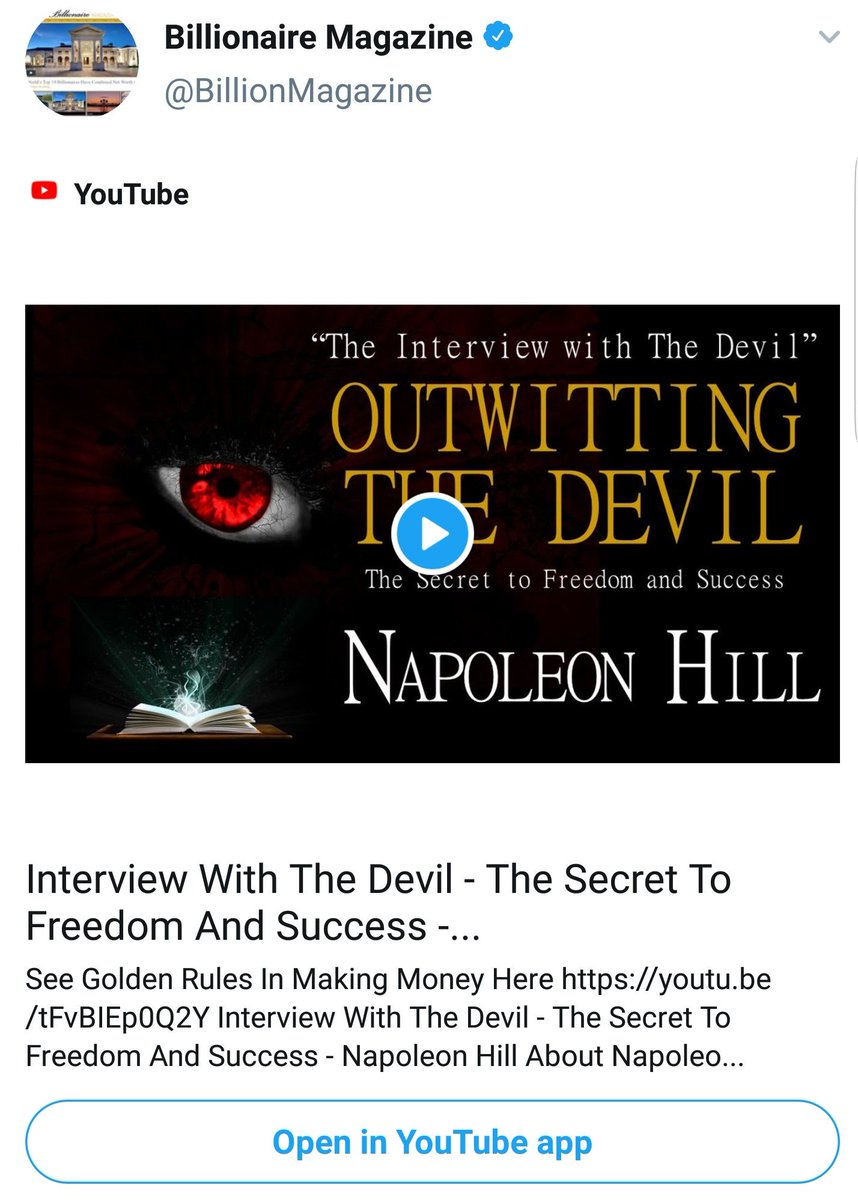 Billionaire
Billionaire Magazine
@BillionMagazine
YouTube
“The Interview with The Devil”
OUTWITTING
THE DEVIL
The Secret to Freedom and Success
NAPOLEON HILL
Interview With The Devil - The Secret To
Freedom And Success -...
See Golden Rules In Making Money Here https://youtu.be
/tFvBIEp0Q2Y Interview With The Devil - The Secret To
Freedom And Success - Napoleon Hill About Napoleo...
Open in YouTube app